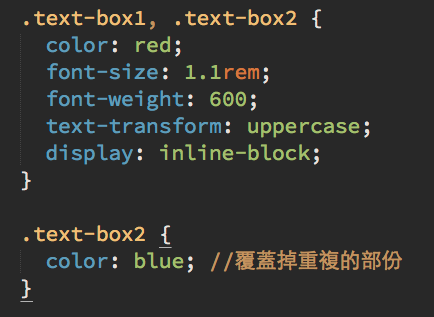 .text-box1, .text-box2 {
  color: red;
  font-size: 1.1rem;
  font-weight: 600;
  text-transform: uppercase;
  display: inline-block;
}

.text-box2 {
  color: blue; //覆蓋掉重複的部份
}